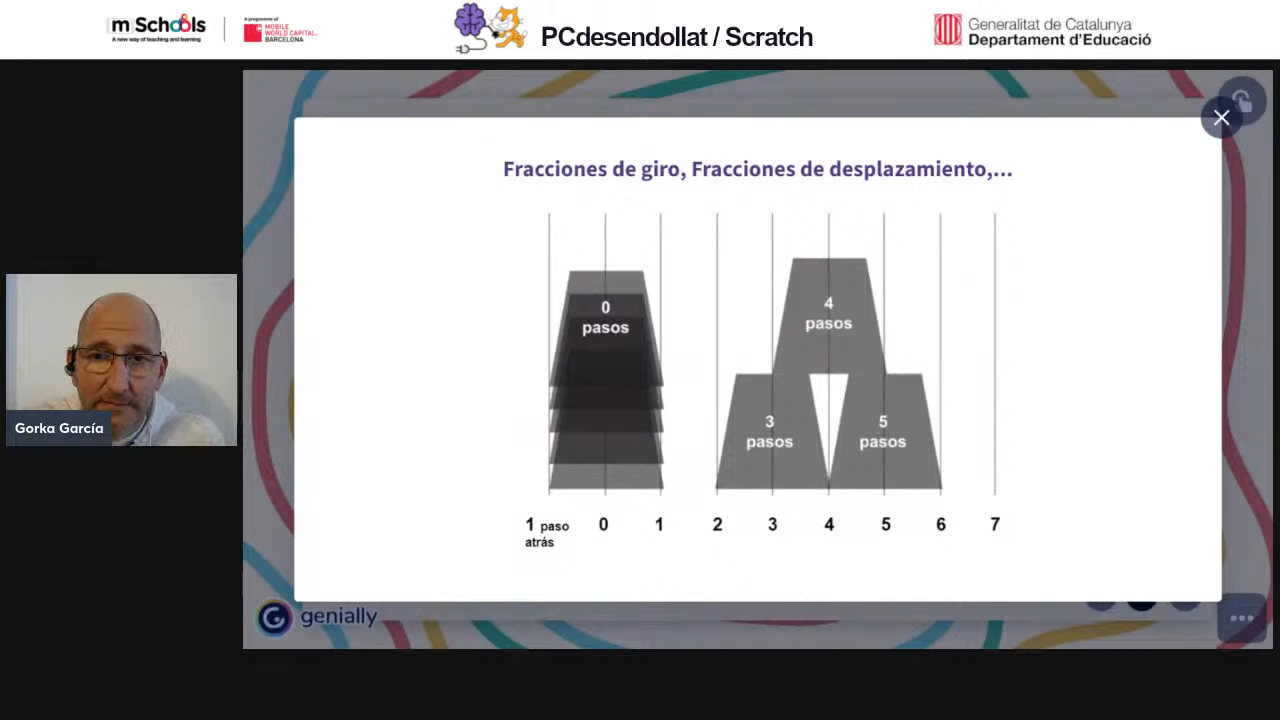 mSchools
A new way of teaching and learning
A programme of
MOBILE
WORLD CAPITAL
BARCELONA
PCdesendollat / Scratch
Generalitat de Catalunya
Departament d'Educació
Fracciones de giro, Fracciones de desplazamiento,...
0
pasos
4
pasos
3
pasos
5
pasos
1 paso
atrás
0
1
2
3
4
5
6
7
Gorka García
genially